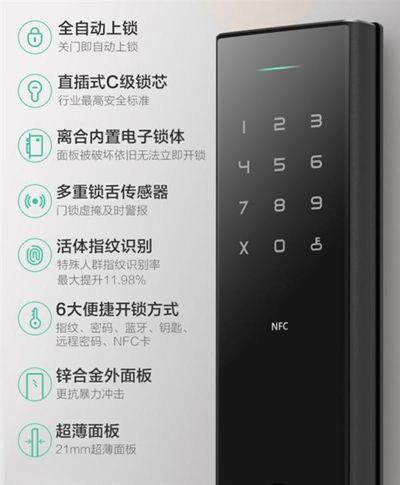 全自动上锁
关门即自动上锁
直插式C级锁芯
行业最高安全标准
离合内置电子锁体
面板被破坏依旧无法立即开锁
多重锁舌传感器
门锁虚掩及时警报
活体指纹识别
特殊人群指纹识别率
最大提升11.98%
6大便捷开锁方式
指纹、密码、蓝牙、钥匙、
远程密码、NFC卡
锌合金外面板
更抗暴力冲击
超薄面板
21mm超薄面板
1 2 3
4 5 6
7 8 9
X 0
NFC